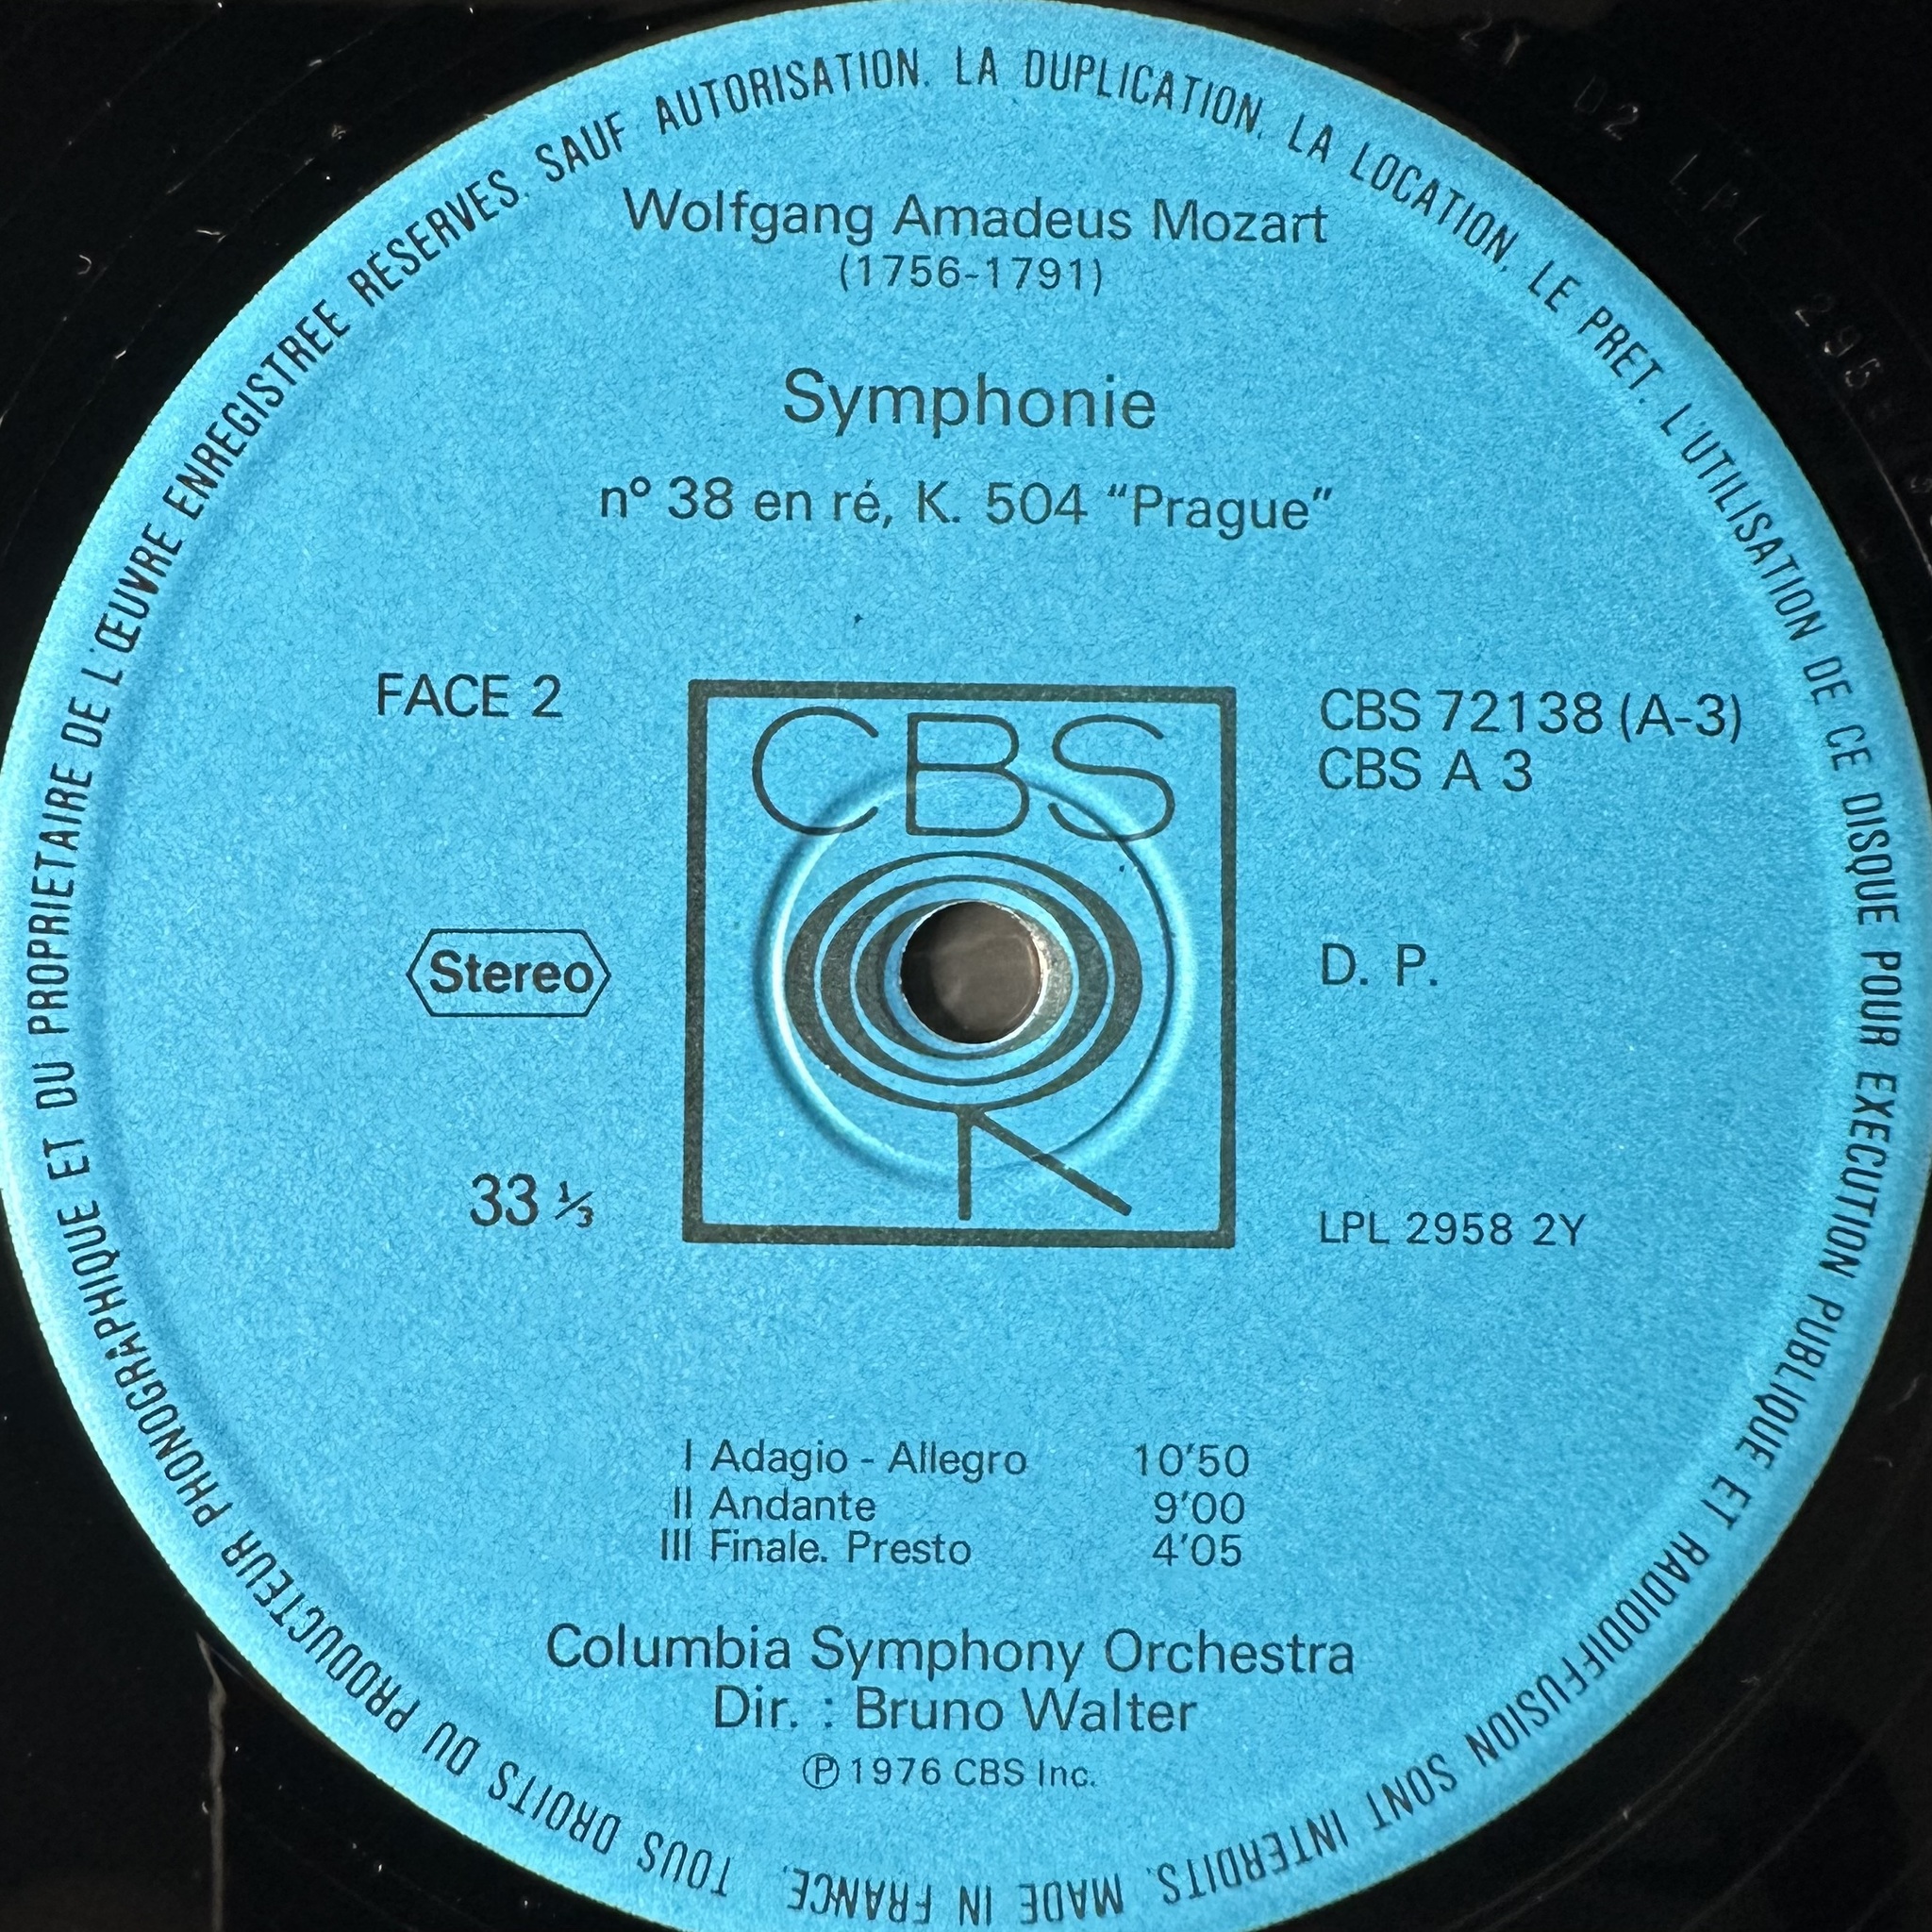 TOUS DROITS DU PRODUCTEUR PHONOGRAPHIQUE ET DU PROPRIETAIRE DE L'ŒUVRE ENREGISTREE RÉSERVES. SAUF AUTORISATION. LA DUPLICATION. LA LOCATION. LE PRET. L'UTILISATION DE CE DISQUE POUR EXECUTION PUBLIQUE ET RADIODIFFUSION SONT INTERDITS. MADE IN FRANCE.
Wolfgang Amadeus Mozart
(1756-1791)
Symphonie
n° 38 en ré, K. 504 “Prague”
FACE 2
CBS
CBS 72138 (A-3)
CBS A 3
Stereo
D. P.
33 ⅓
LPL 2958 2Y
I Adagio - Allegro 10'50
II Andante 9'00
III Finale. Presto 4'05
Columbia Symphony Orchestra
Dir. : Bruno Walter
℗ 1976 CBS Inc.